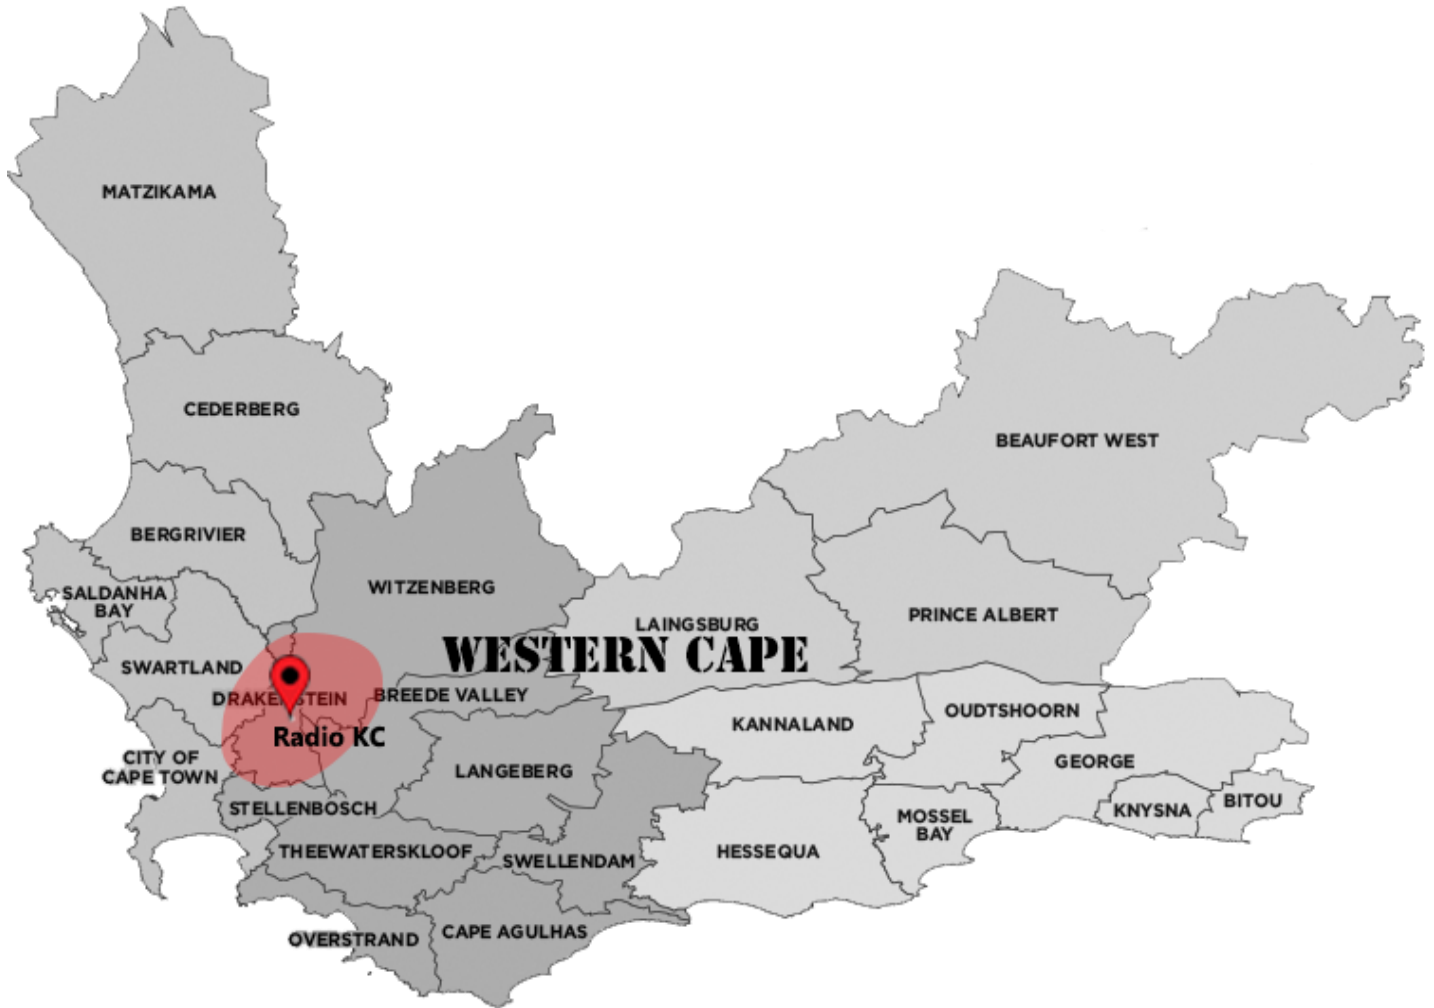 MATZIKAMA
CEDERBERG
BEAUFORT WEST
BERGRIVIER
WITZENBERG
SALDANHA
BAY
PRINCE ALBERT
LAINGSBURG
WESTERN CAPE
SWARTLAND
DRAKENSTEIN
BREEDE VALLEY
OUDTSHOORN
KANNALAND
Radio KC
CITY OF
CAPE TOWN
GEORGE
LANGEBERG
BITOU
STELLENBOSCH
KNYSNA
MOSSEL
BAY
THEEWATERSKLOOF
HESSEQUA
SWELLENDAM
CAPE AGULHAS
OVERSTRAND